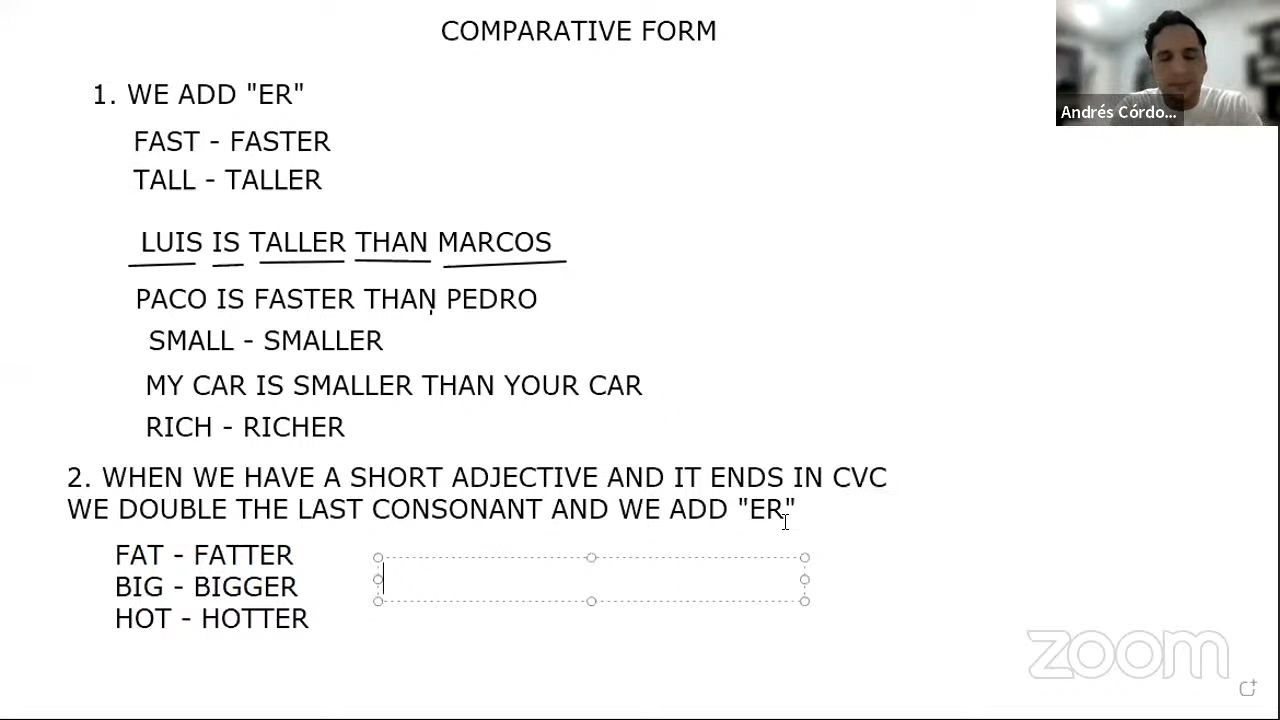 COMPARATIVE FORM
Andrés Córdo...
1. WE ADD "ER"
FAST - FASTER
TALL - TALLER
LUIS IS TALLER THAN MARCOS
PACO IS FASTER THAN PEDRO
SMALL - SMALLER
MY CAR IS SMALLER THAN YOUR CAR
RICH - RICHER
2. WHEN WE HAVE A SHORT ADJECTIVE AND IT ENDS IN CVC
WE DOUBLE THE LAST CONSONANT AND WE ADD "ER"
FAT - FATTER
BIG - BIGGER
HOT - HOTTER
zoom